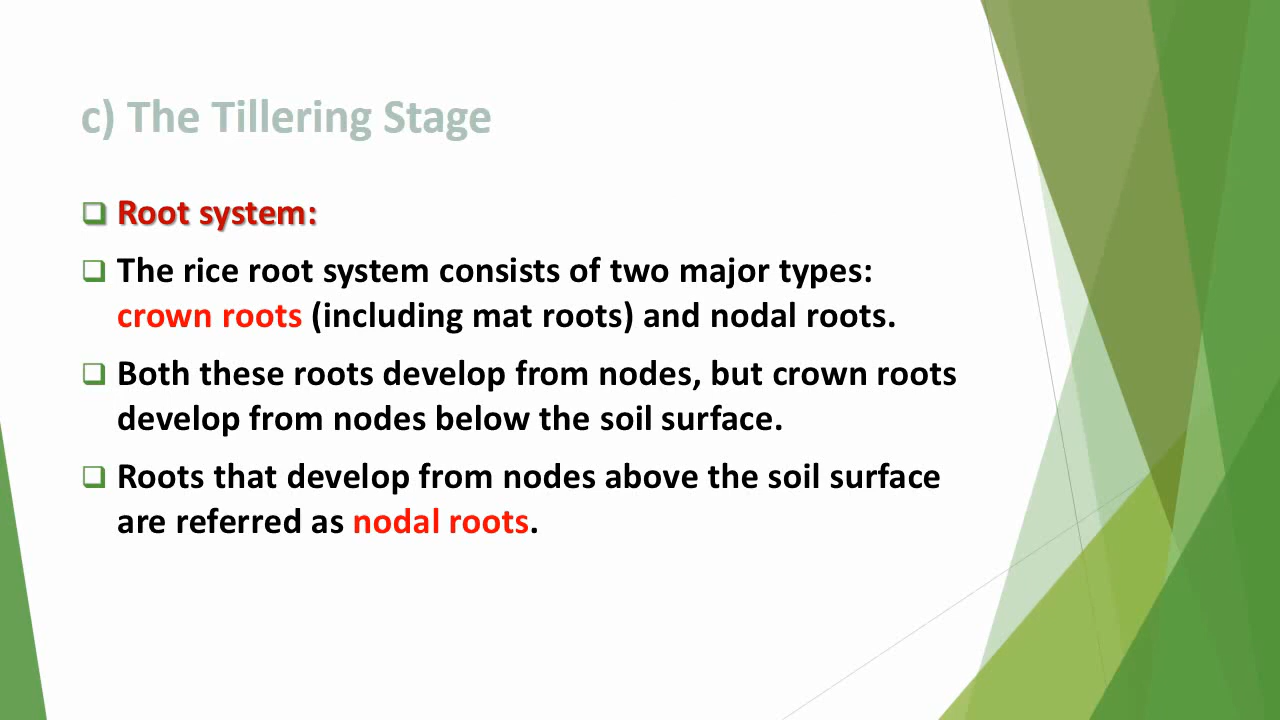 c) The Tillering Stage
Root system:
The rice root system consists of two major types:
crown roots (including mat roots) and nodal roots.
Both these roots develop from nodes, but crown roots
develop from nodes below the soil surface.
Roots that develop from nodes above the soil surface
are referred as nodal roots.